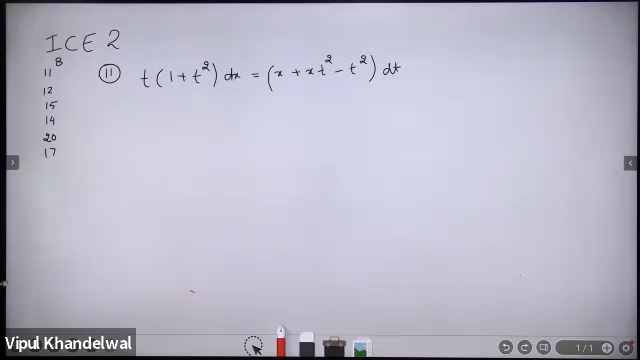 ICE 2
8
11
12
15
14
20
17
(11) t(1+t²) dx = (x + xt² - t²) dt
Vipul Khandelwal
1/1